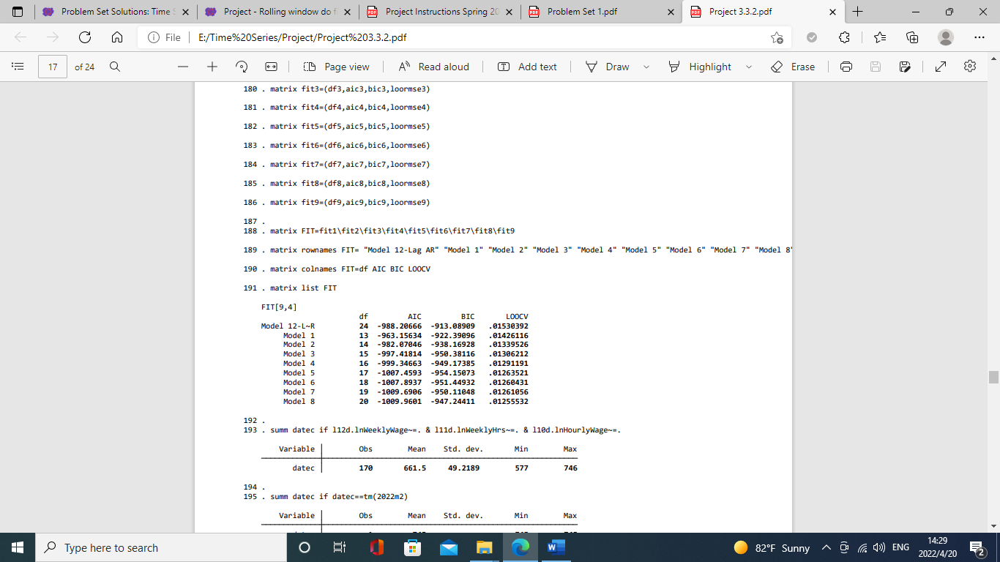 Problem Set Solutions: Time S
Project - Rolling window do f
Project Instructions Spring 20
Problem Set 1.pdf
Project 3.3.2.pdf
File
E:/Time%20Series/Project/Project%203.3.2.pdf
17 of 24
Page view
Read aloud
Add text
Draw
Highlight
Erase
180 . matrix fit3=(df3,aic3,bic3,loormse3)
181 . matrix fit4=(df4,aic4,bic4,loormse4)
182 . matrix fit5=(df5,aic5,bic5,loormse5)
183 . matrix fit6=(df6,aic6,bic6,loormse6)
184 . matrix fit7=(df7,aic7,bic7,loormse7)
185 . matrix fit8=(df8,aic8,bic8,loormse8)
186 . matrix fit9=(df9,aic9,bic9,loormse9)
187 .
188 . matrix FIT=fit1\fit2\fit3\fit4\fit5\fit6\fit7\fit8\fit9
189 . matrix rownames FIT= "Model 12-Lag AR" "Model 1" "Model 2" "Model 3" "Model 4" "Model 5" "Model 6" "Model 7" "Model 8"
190 . matrix colnames FIT=df AIC BIC LOOCV
191 . matrix list FIT
FIT[9,4]
df AIC BIC LOOCV
Model 12-L~R 24 -988.20666 -913.08909 .01530392
Model 1 13 -963.15634 -922.39096 .01426116
Model 2 14 -982.07046 -938.16928 .01339526
Model 3 15 -997.41814 -950.38116 .01306212
Model 4 16 -999.34663 -949.17385 .01291191
Model 5 17 -1007.4593 -954.15073 .01263521
Model 6 18 -1007.8937 -951.44932 .01260431
Model 7 19 -1009.6906 -950.11048 .01261056
Model 8 20 -1009.9601 -947.24411 .01255532
192 .
193 . summ datec if l12d.lnWeeklyWage~=. & l11d.lnWeeklyHrs~=. & l10d.lnHourlyWage~=.
Variable Obs Mean Std. dev. Min Max
datec 170 661.5 49.2189 577 746
194 .
195 . summ datec if datec==tm(2022m2)
Variable Obs Mean Std. dev. Min Max
Type here to search
82°F Sunny
ENG
14:29
2022/4/20
2